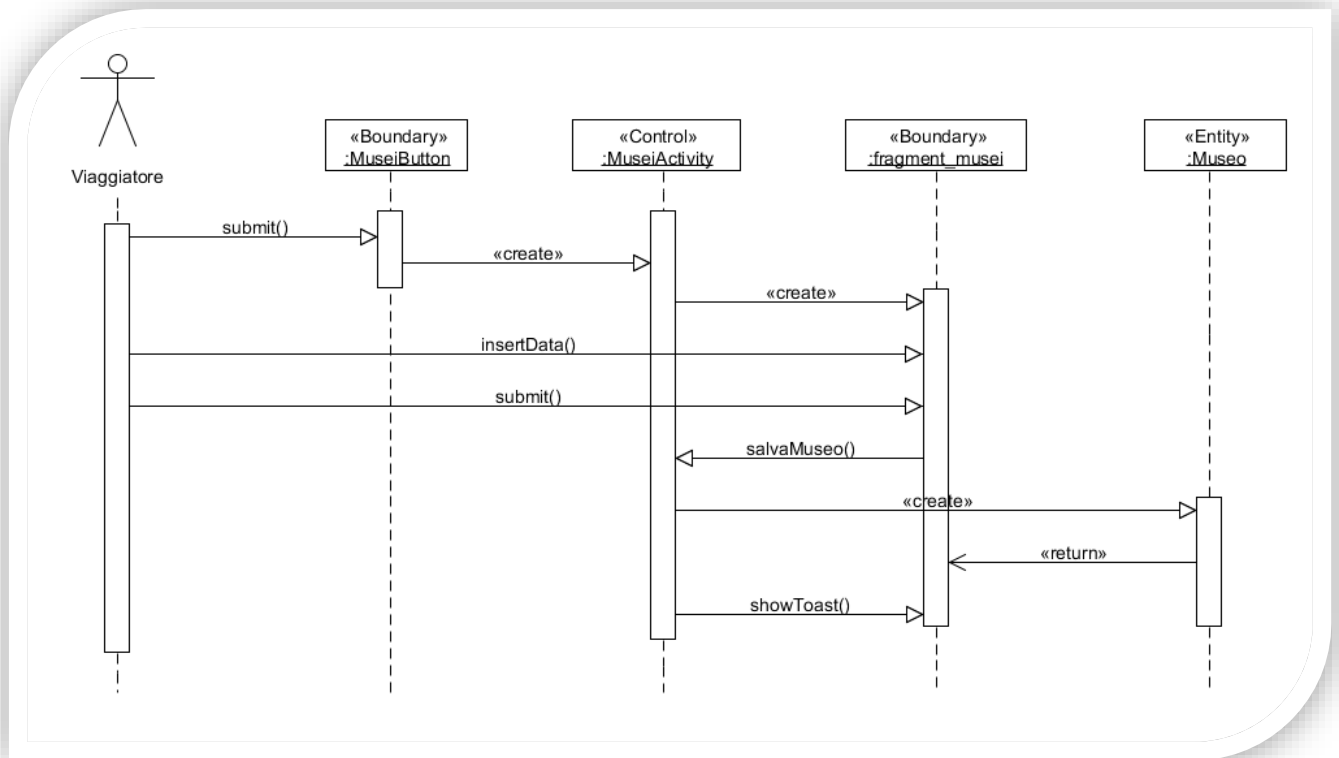 «Boundary»
:MuseiButton
«Control»
:MuseiActivity
«Boundary»
:fragment_musei
«Entity»
:Museo
Viaggiatore
submit()
«create»
«create»
insertData()
submit()
salvaMuseo()
«create»
«return»
showToast()